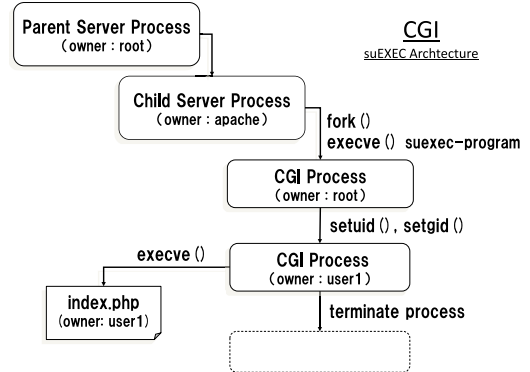 CGI
suEXEC Archtecture
Parent Server Process
(owner : root)
Child Server Process
(owner : apache)
fork ()
execve () suexec-program
CGI Process
(owner : root)
setuid () , setgid ()
execve ()
CGI Process
(owner : user1)
index.php
(owner: user1)
terminate process